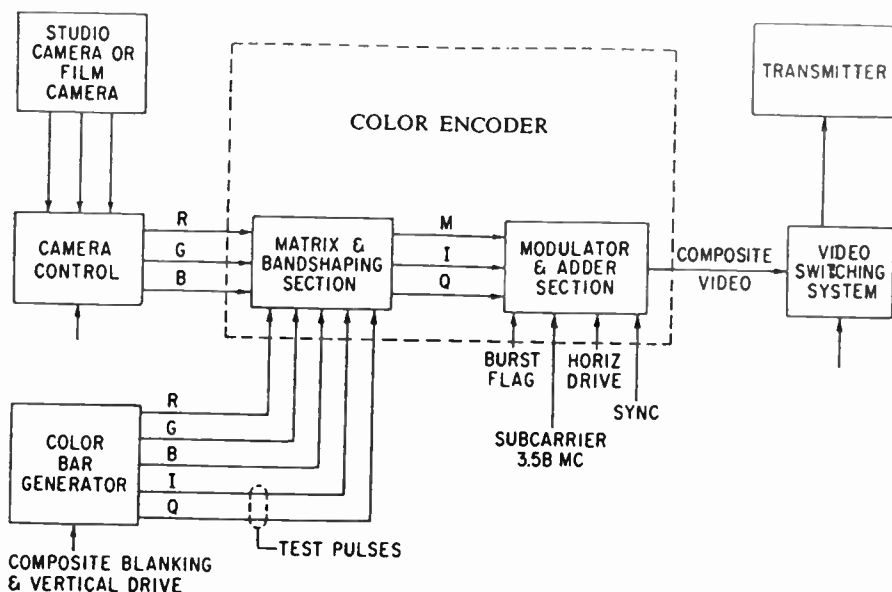 STUDIO
CAMERA OR
FILM
CAMERA
COLOR ENCODER
TRANSMITTER
R
G
B
CAMERA
CONTROL
MATRIX &
BANDSHAPING
SECTION
M
I
Q
MODULATOR
& ADDER
SECTION
COMPOSITE
VIDEO
VIDEO
SWITCHING
SYSTEM
BURST
FLAG
HORIZ
DRIVE
SYNC
SUBCARRIER
3.58 MC
COLOR
BAR
GENERATOR
R
G
B
I
Q
TEST PULSES
COMPOSITE BLANKING
& VERTICAL DRIVE